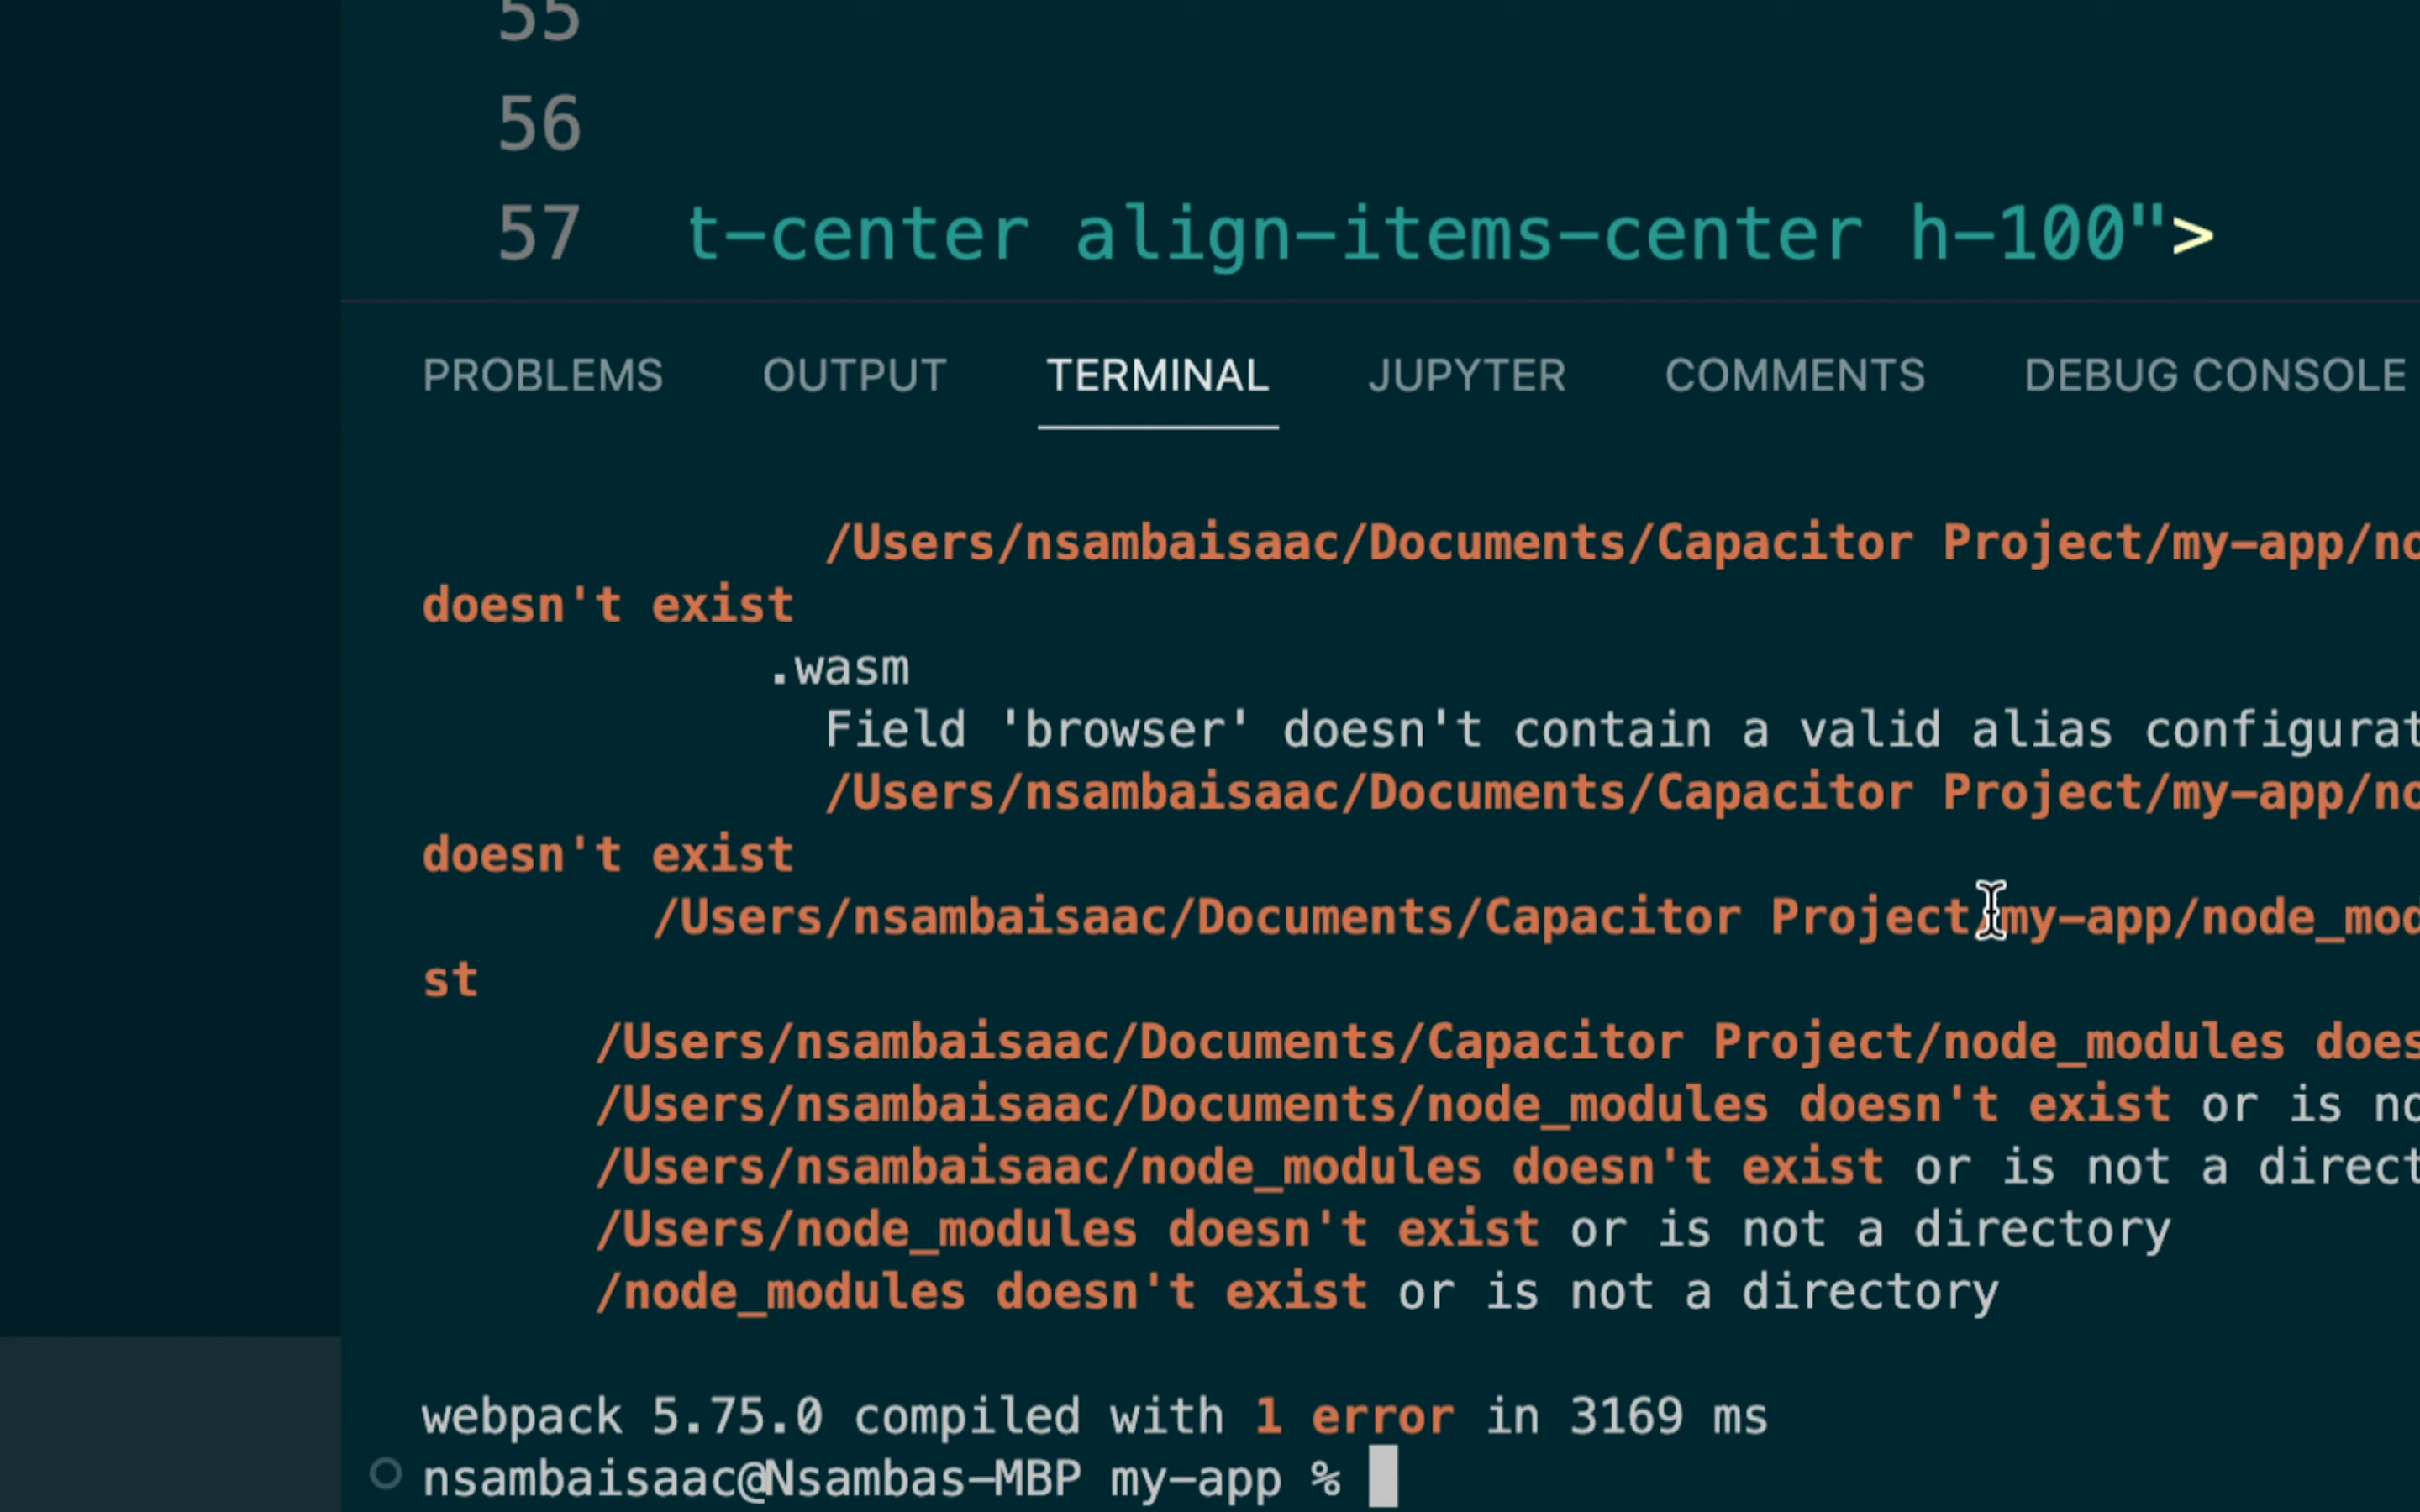 55
56
57 t-center align-items-center h-100">
PROBLEMS OUTPUT TERMINAL JUPYTER COMMENTS DEBUG CONSOLE
/Users/nsambaisaac/Documents/Capacitor Project/my-app/no
doesn't exist
.wasm
Field 'browser' doesn't contain a valid alias configurat
/Users/nsambaisaac/Documents/Capacitor Project/my-app/no
doesn't exist
/Users/nsambaisaac/Documents/Capacitor Project/my-app/node_mod
st
/Users/nsambaisaac/Documents/Capacitor Project/node_modules does
/Users/nsambaisaac/Documents/node_modules doesn't exist or is no
/Users/nsambaisaac/node_modules doesn't exist or is not a direct
/Users/node_modules doesn't exist or is not a directory
/node_modules doesn't exist or is not a directory
webpack 5.75.0 compiled with 1 error in 3169 ms
nsambaisaac@Nsambas-MBP my-app %